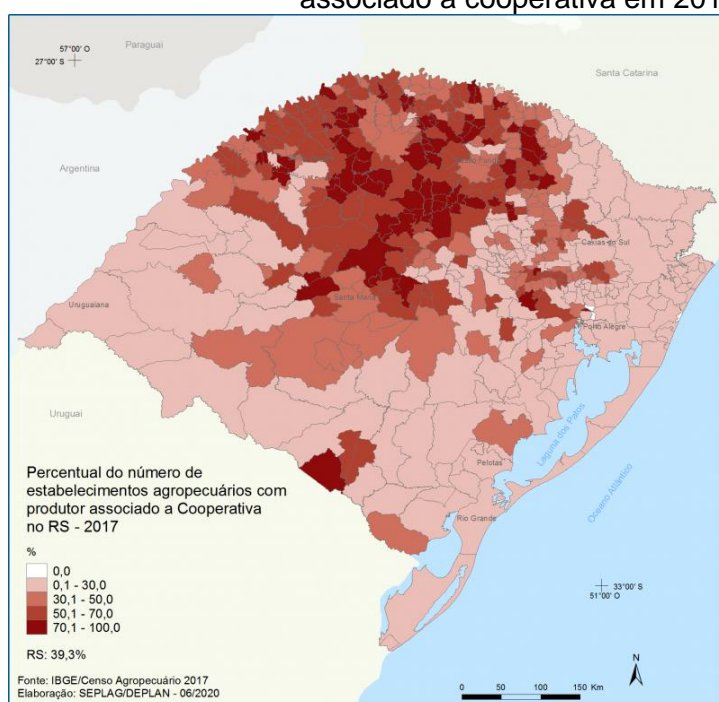 associado a cooperativa em 201
Paraguai
57°00' O
27°00' S
Santa Catarina
Argentina
Passo Fundo
Caxias do Sul
Uruguaiana
Santa Maria
Porto Alegre
Uruguai
Laguna dos Patos
Oceano Atlântico
Pelotas
Rio Grande
Percentual do número de
estabelecimentos agropecuários com
produtor associado a Cooperativa
no RS - 2017
%
0,0
0,1 - 30,0
30,1 - 50,0
50,1 - 70,0
70,1 - 100,0
RS: 39,3%
33°00' S
51°00' O
N
Fonte: IBGE/Censo Agropecuário 2017
Elaboração: SEPLAG/DEPLAN - 06/2020
0 50 100 150 Km